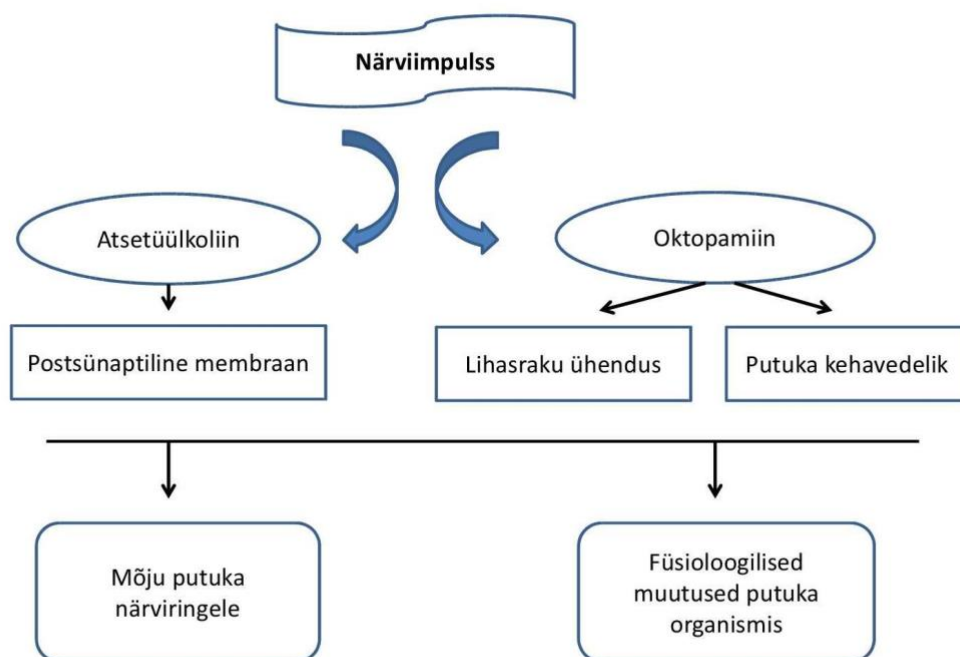 Närviimpulss
Atsetüülkoliin
Oktopamiin
Postsünaptiline membraan
Lihasraku ühendus
Putuka kehavedelik
Mõju putuka
närviringele
Füsioloogilised
muutused putuka
organismis